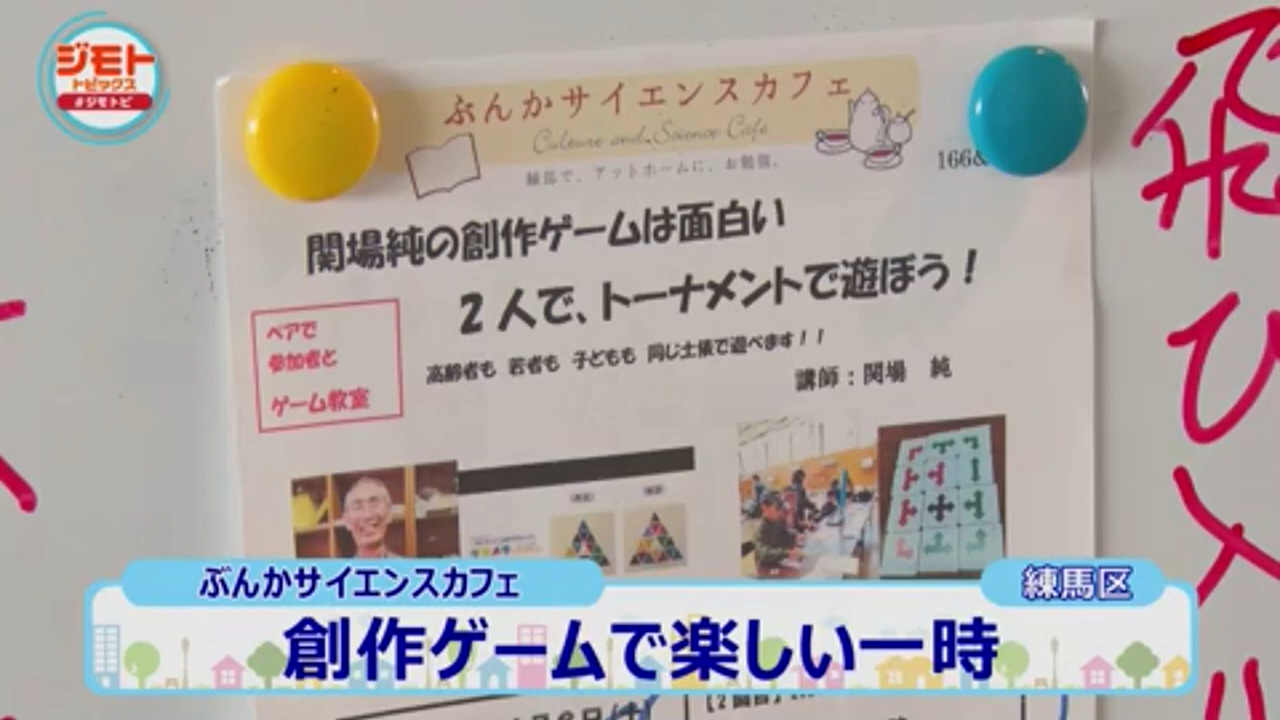 ジモト
トピックス
#ジモトピ
ぶんかサイエンスカフェ
Culture and Science Cafe
練馬で、アットホームに、お勉強。
166&
関場純の創作ゲームは面白い
2人で、トーナメントで遊ぼう!
ペアで
参加者と
ゲーム教室
高齢者も 若者も 子どもも 同じ土俵で遊べます!!
講師:関場 純
飛び入
ぶんかサイエンスカフェ
練馬区
創作ゲームで楽しい一時